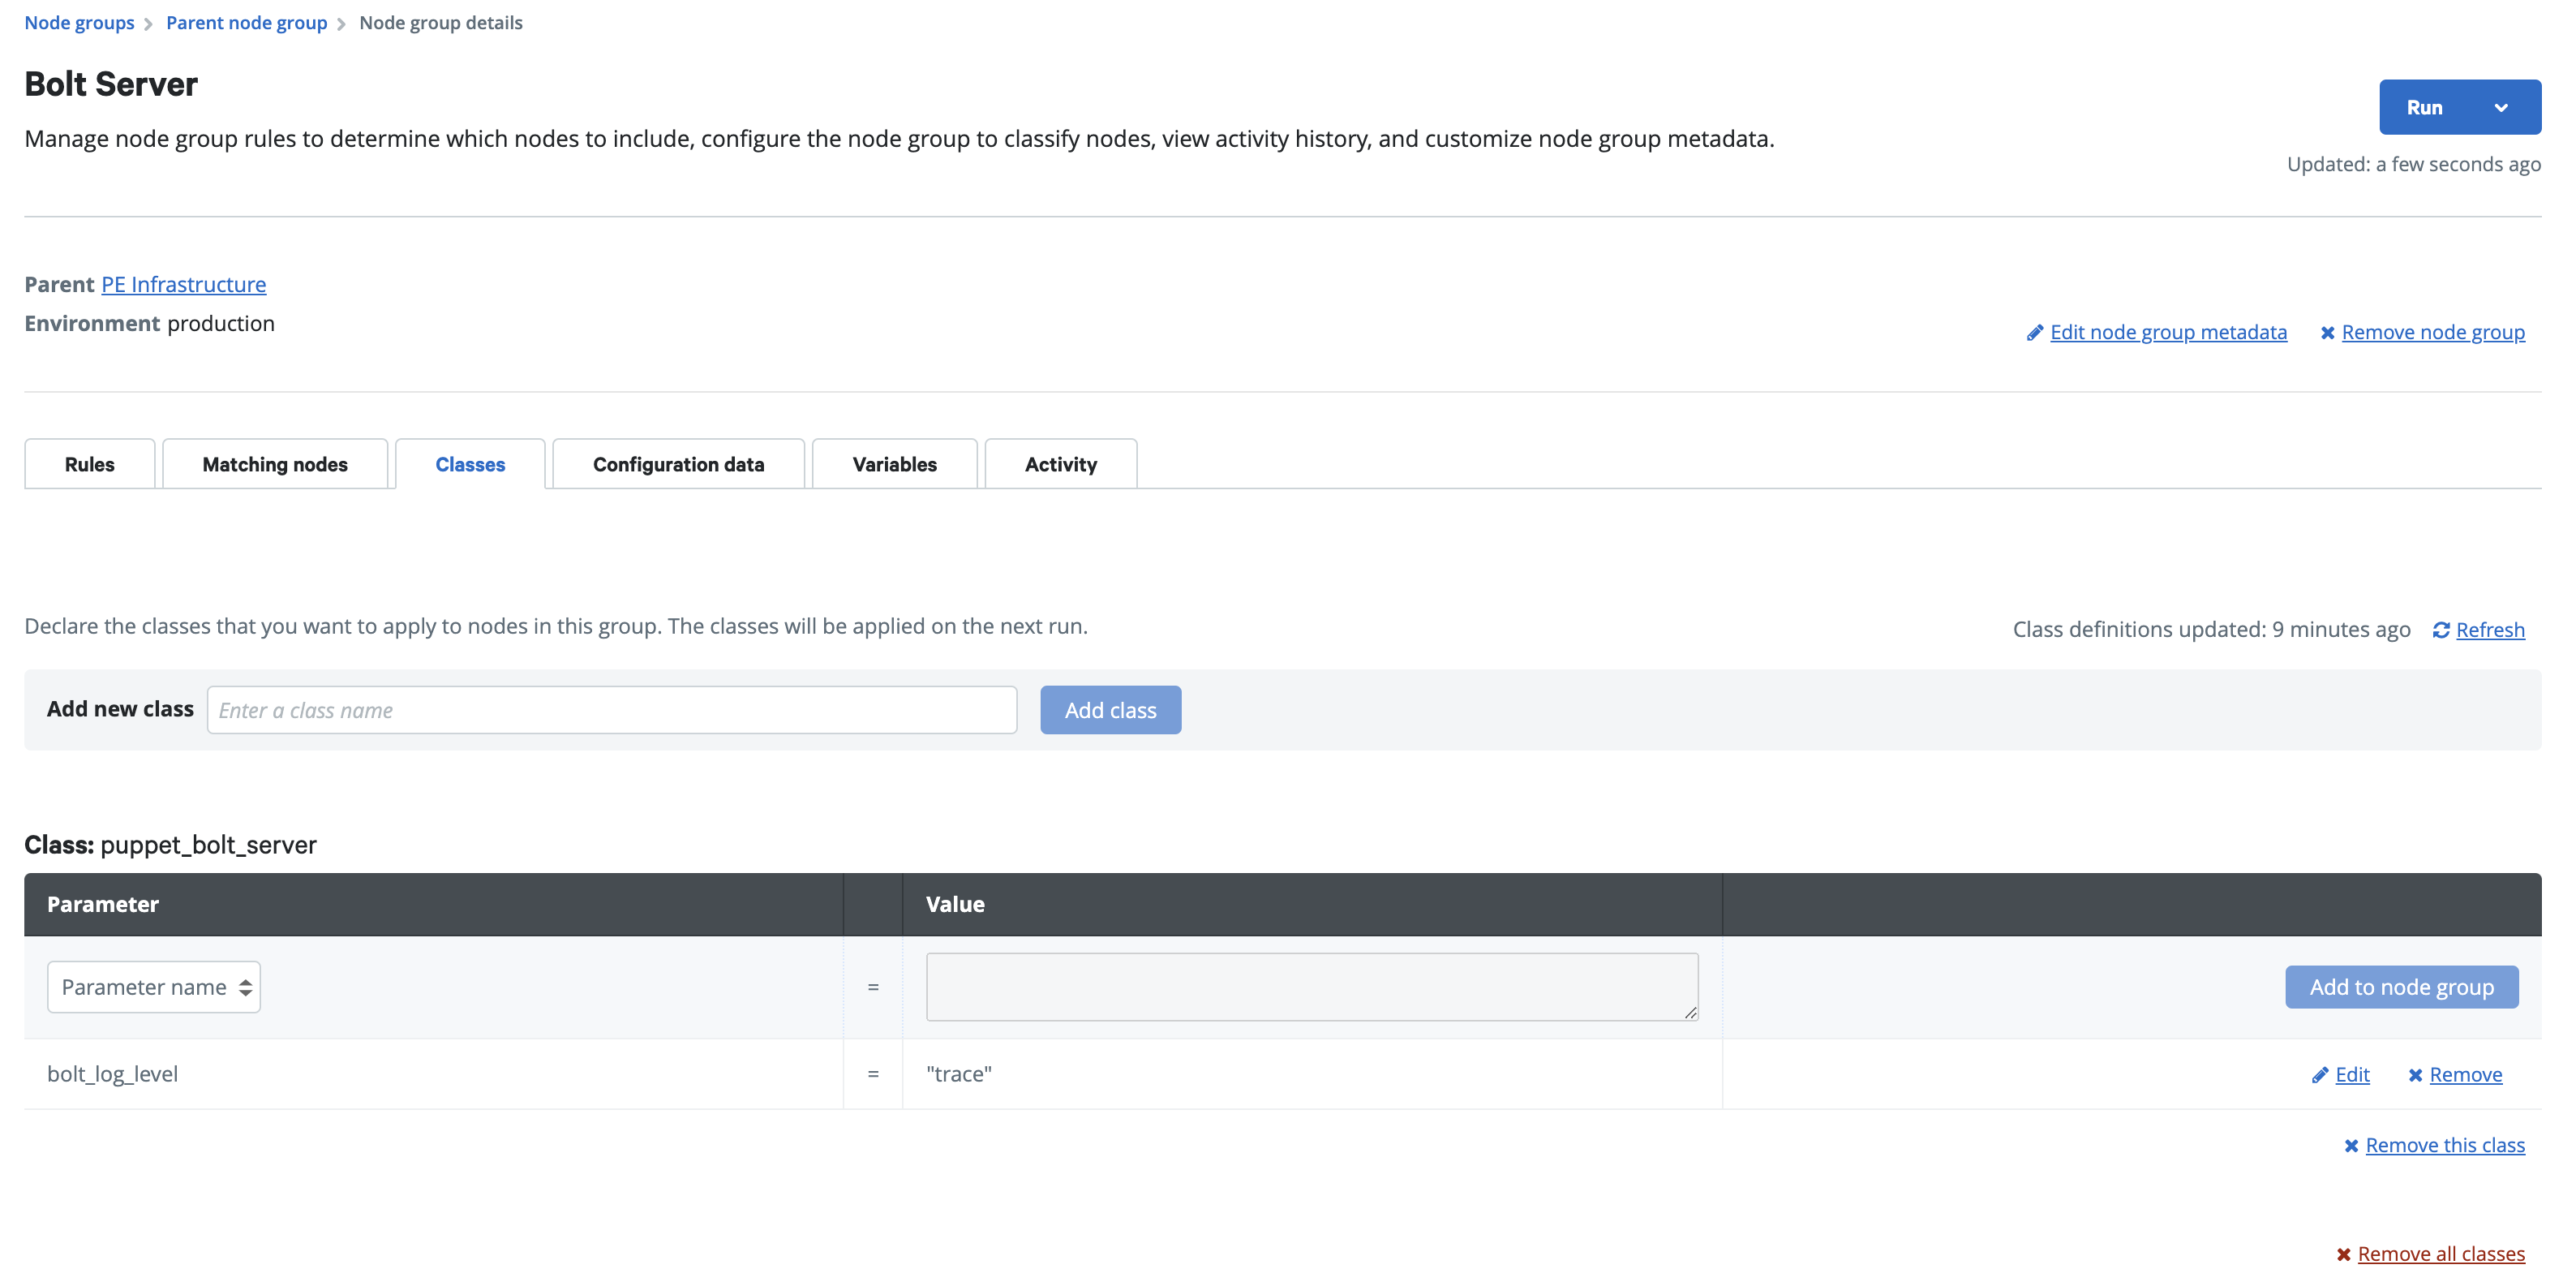 Node groups > Parent node group > Node group details
Bolt Server
Run
Manage node group rules to determine which nodes to include, configure the node group to classify nodes, view activity history, and customize node group metadata.
Updated: a few seconds ago
Parent PE Infrastructure
Environment production
Edit node group metadata Remove node group
Rules Matching nodes Classes Configuration data Variables Activity
Declare the classes that you want to apply to nodes in this group. The classes will be applied on the next run.
Class definitions updated: 9 minutes ago Refresh
Add new class Enter a class name Add class
Class: puppet_bolt_server
Parameter Value
Parameter name = Add to node group
bolt_log_level = "trace" Edit Remove
Remove this class
Remove all classes